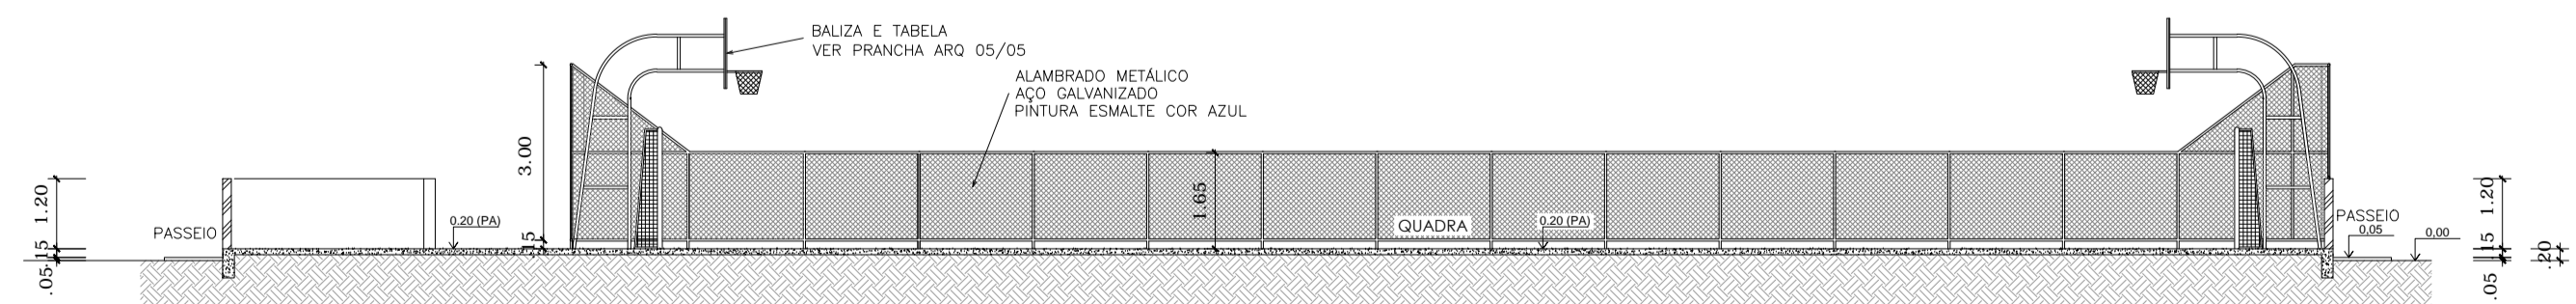 BALIZA E TABELA
VER PRANCHA ARQ 05/05
ALAMBRADO METÁLICO
AÇO GALVANIZADO
PINTURA ESMALTE COR AZUL
3.00
1.20
1.65
1.20
PASSEIO
0.20 (PA)
QUADRA
0.20 (PA)
PASSEIO
0,05
0,00
.15
.05
.15
.15
.05
.20